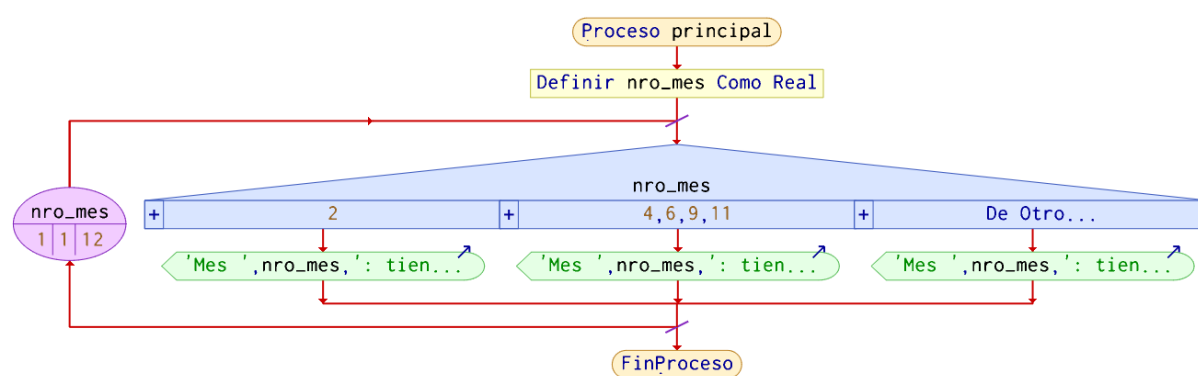 Proceso principal
Definir nro_mes Como Real
nro_mes
nro_mes
1 1 12
+ 2 + 4,6,9,11 + De Otro...
'Mes ',nro_mes,': tien... 'Mes ',nro_mes,': tien... 'Mes ',nro_mes,': tien...
FinProceso